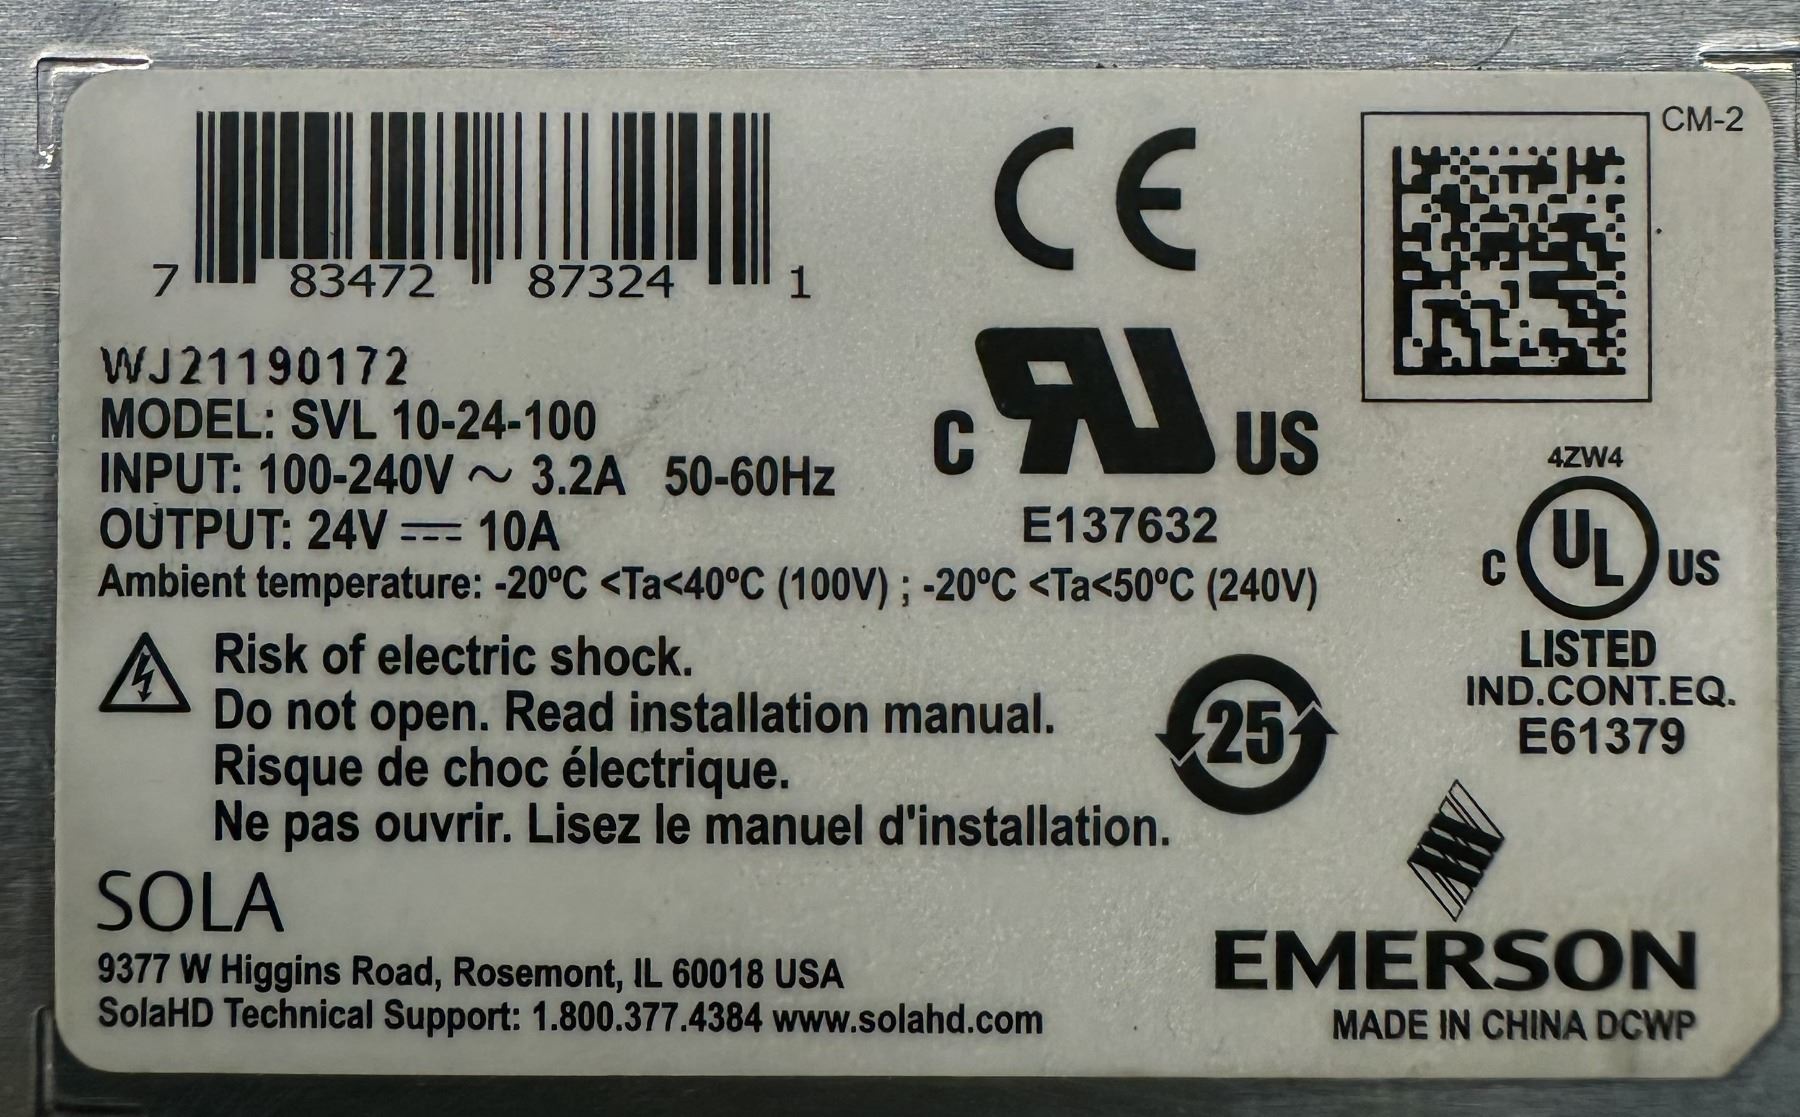 CM-2
7 83472 87324 1
CE
WJ21190172
MODEL: SVL 10-24-100
INPUT: 100-240V ~ 3.2A 50-60Hz
OUTPUT: 24V ⎓ 10A
Ambient temperature: -20ºC <Ta<40ºC (100V) ; -20ºC <Ta<50ºC (240V)
C RU US
E137632
4ZW4
C UL US
LISTED
IND.CONT.EQ.
E61379
Risk of electric shock.
Do not open. Read installation manual.
Risque de choc électrique.
Ne pas ouvrir. Lisez le manuel d'installation.
25
SOLA
9377 W Higgins Road, Rosemont, IL 60018 USA
SolaHD Technical Support: 1.800.377.4384 www.solahd.com
EMERSON
MADE IN CHINA DCWP